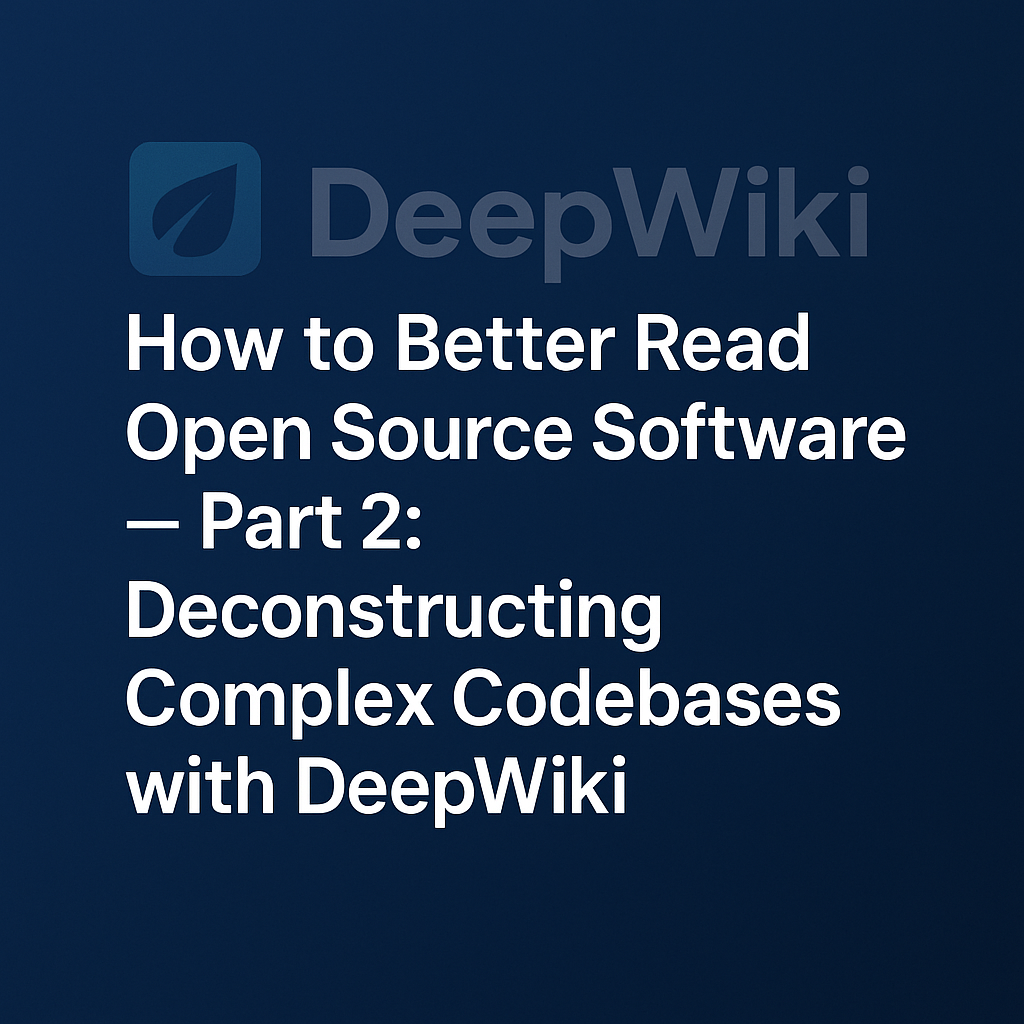 DeepWiki
How to Better Read
Open Source Software
— Part 2:
Deconstructing
Complex Codebases
with DeepWiki